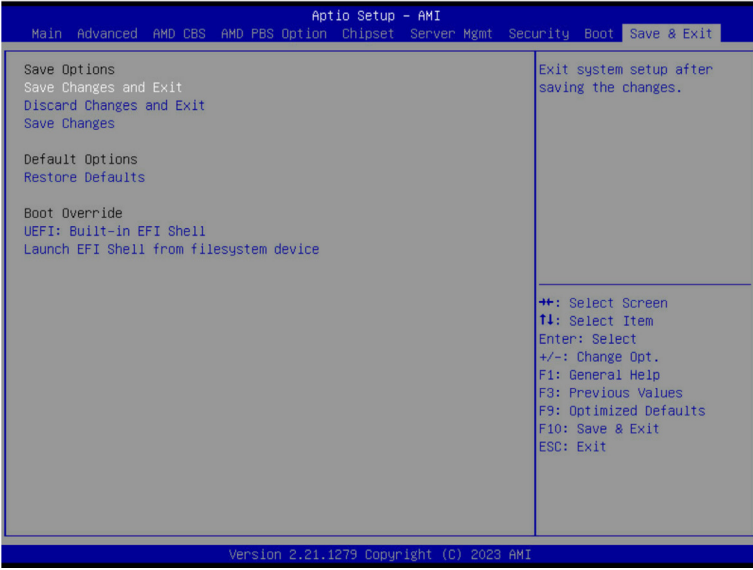 Aptio Setup – AMI
Main Advanced AMD CBS AMD PBS Option Chipset Server Mgmt Security Boot Save & Exit
Save Options
Save Changes and Exit
Discard Changes and Exit
Save Changes
Default Options
Restore Defaults
Boot Override
UEFI: Built-in EFI Shell
Launch EFI Shell from filesystem device
Exit system setup after
saving the changes.
→←: Select Screen
↑↓: Select Item
Enter: Select
+/-: Change Opt.
F1: General Help
F3: Previous Values
F9: Optimized Defaults
F10: Save & Exit
ESC: Exit
Version 2.21.1279 Copyright (C) 2023 AMI